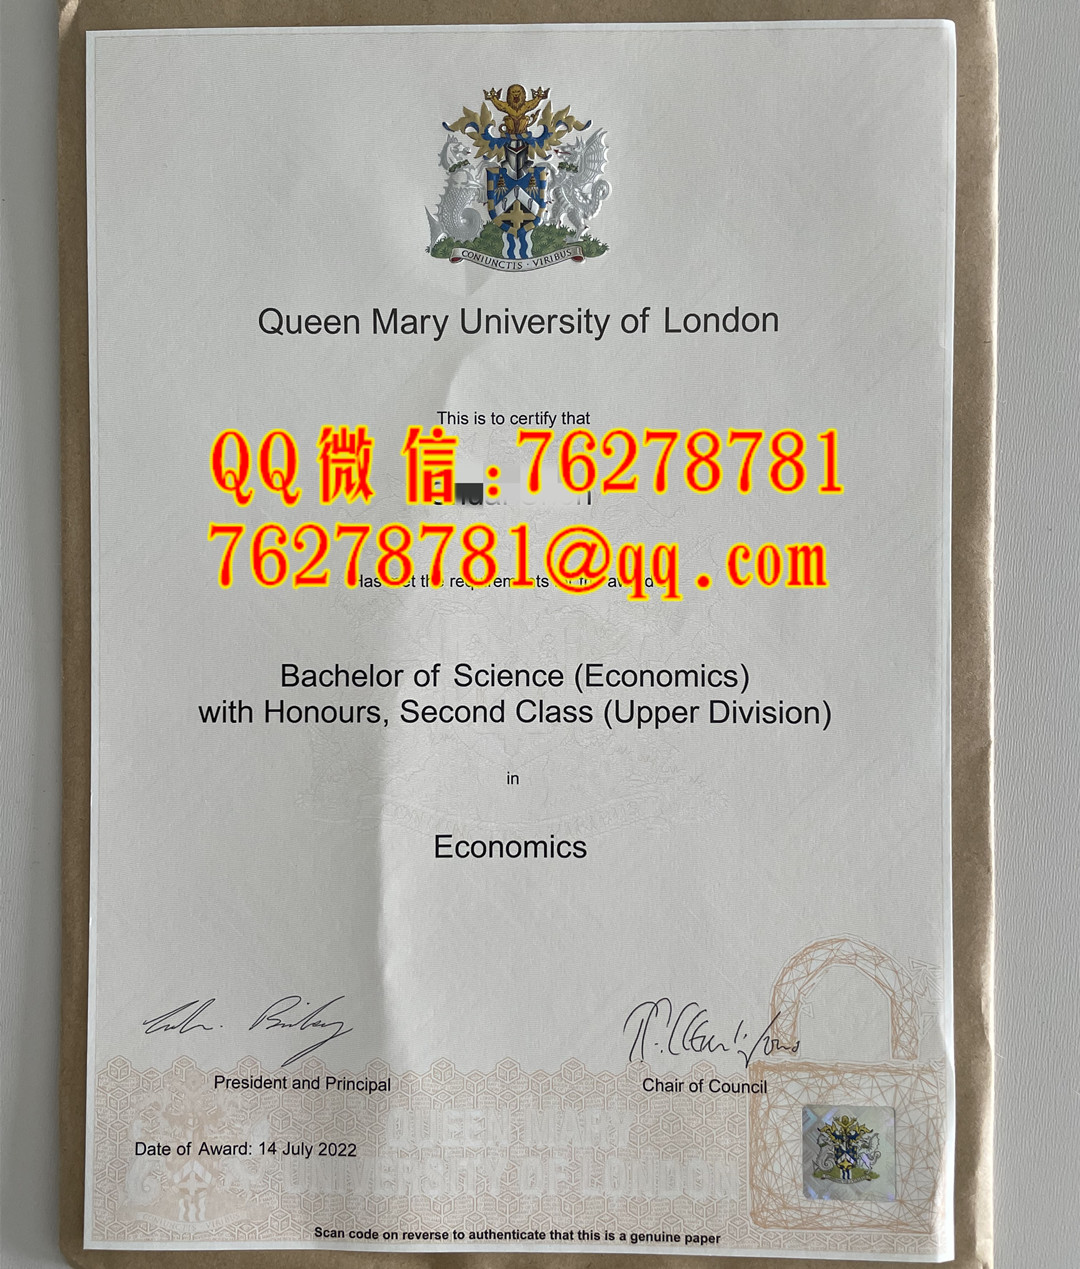 CONIUNCTIS · VIRIBUS
Queen Mary University of London
This is to certify that
QQ微信:76278781
76278781@qq.com
Bachelor of Science (Economics)
with Honours, Second Class (Upper Division)
in
Economics
President and Principal
Chair of Council
QUEEN MARY
UNIVERSITY OF LONDON
Date of Award: 14 July 2022
Scan code on reverse to authenticate that this is a genuine paper